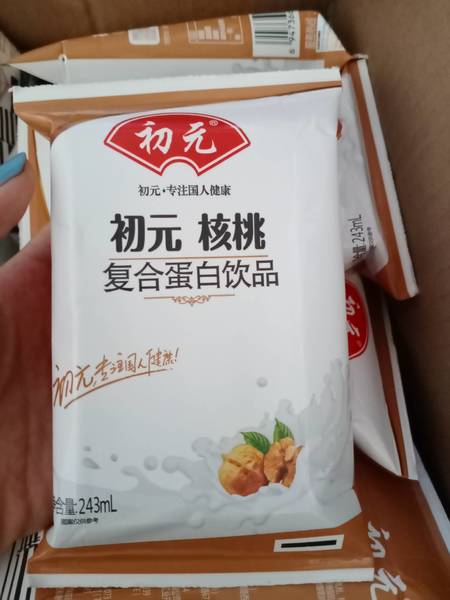 初元®
初元·专注国人健康
初元 核桃
复合蛋白饮品
初元专注国人健康!
含量:243mL
图案仅供参考
243mL
初元
初元